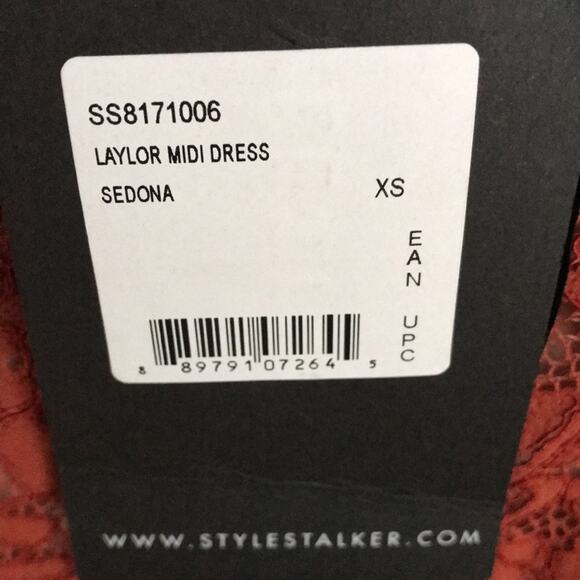 SS8171006
LAYLOR MIDI DRESS
SEDONA XS
EAN UPC
8 89791 07264 5
WWW.STYLESTALKER.COM